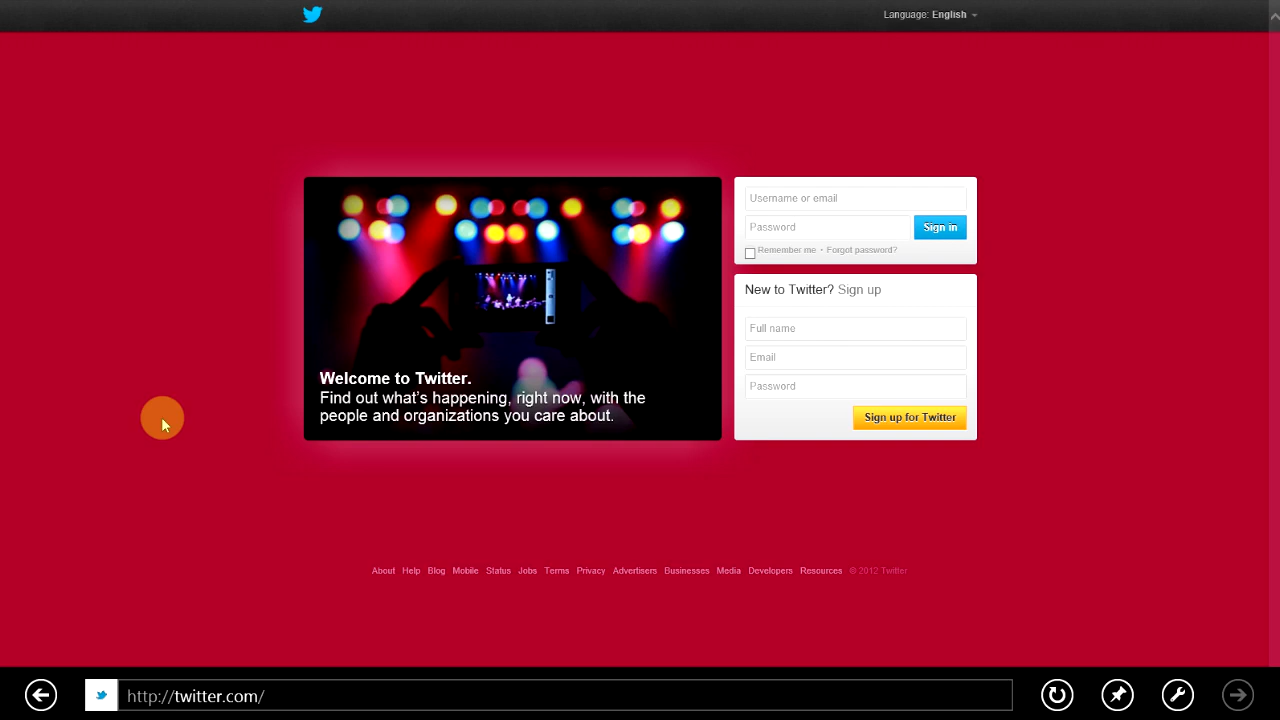 Language: English
Username or email
Password
Sign in
Remember me · Forgot password?
Welcome to Twitter.
Find out what's happening, right now, with the
people and organizations you care about.
New to Twitter? Sign up
Full name
Email
Password
Sign up for Twitter
About Help Blog Mobile Status Jobs Terms Privacy Advertisers Businesses Media Developers Resources © 2012 Twitter
http://twitter.com/